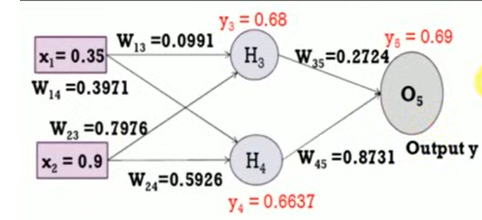 y₃ = 0.68
W₁₃ =0.0991
y₅ = 0.69
x₁= 0.35
H₃
W₃₅=0.2724
W₁₄ =0.3971
O₅
W₂₃ =0.7976
x₂ = 0.9
H₄
W₄₅ =0.8731
Output y
W₂₄=0.5926
y₄ = 0.6637